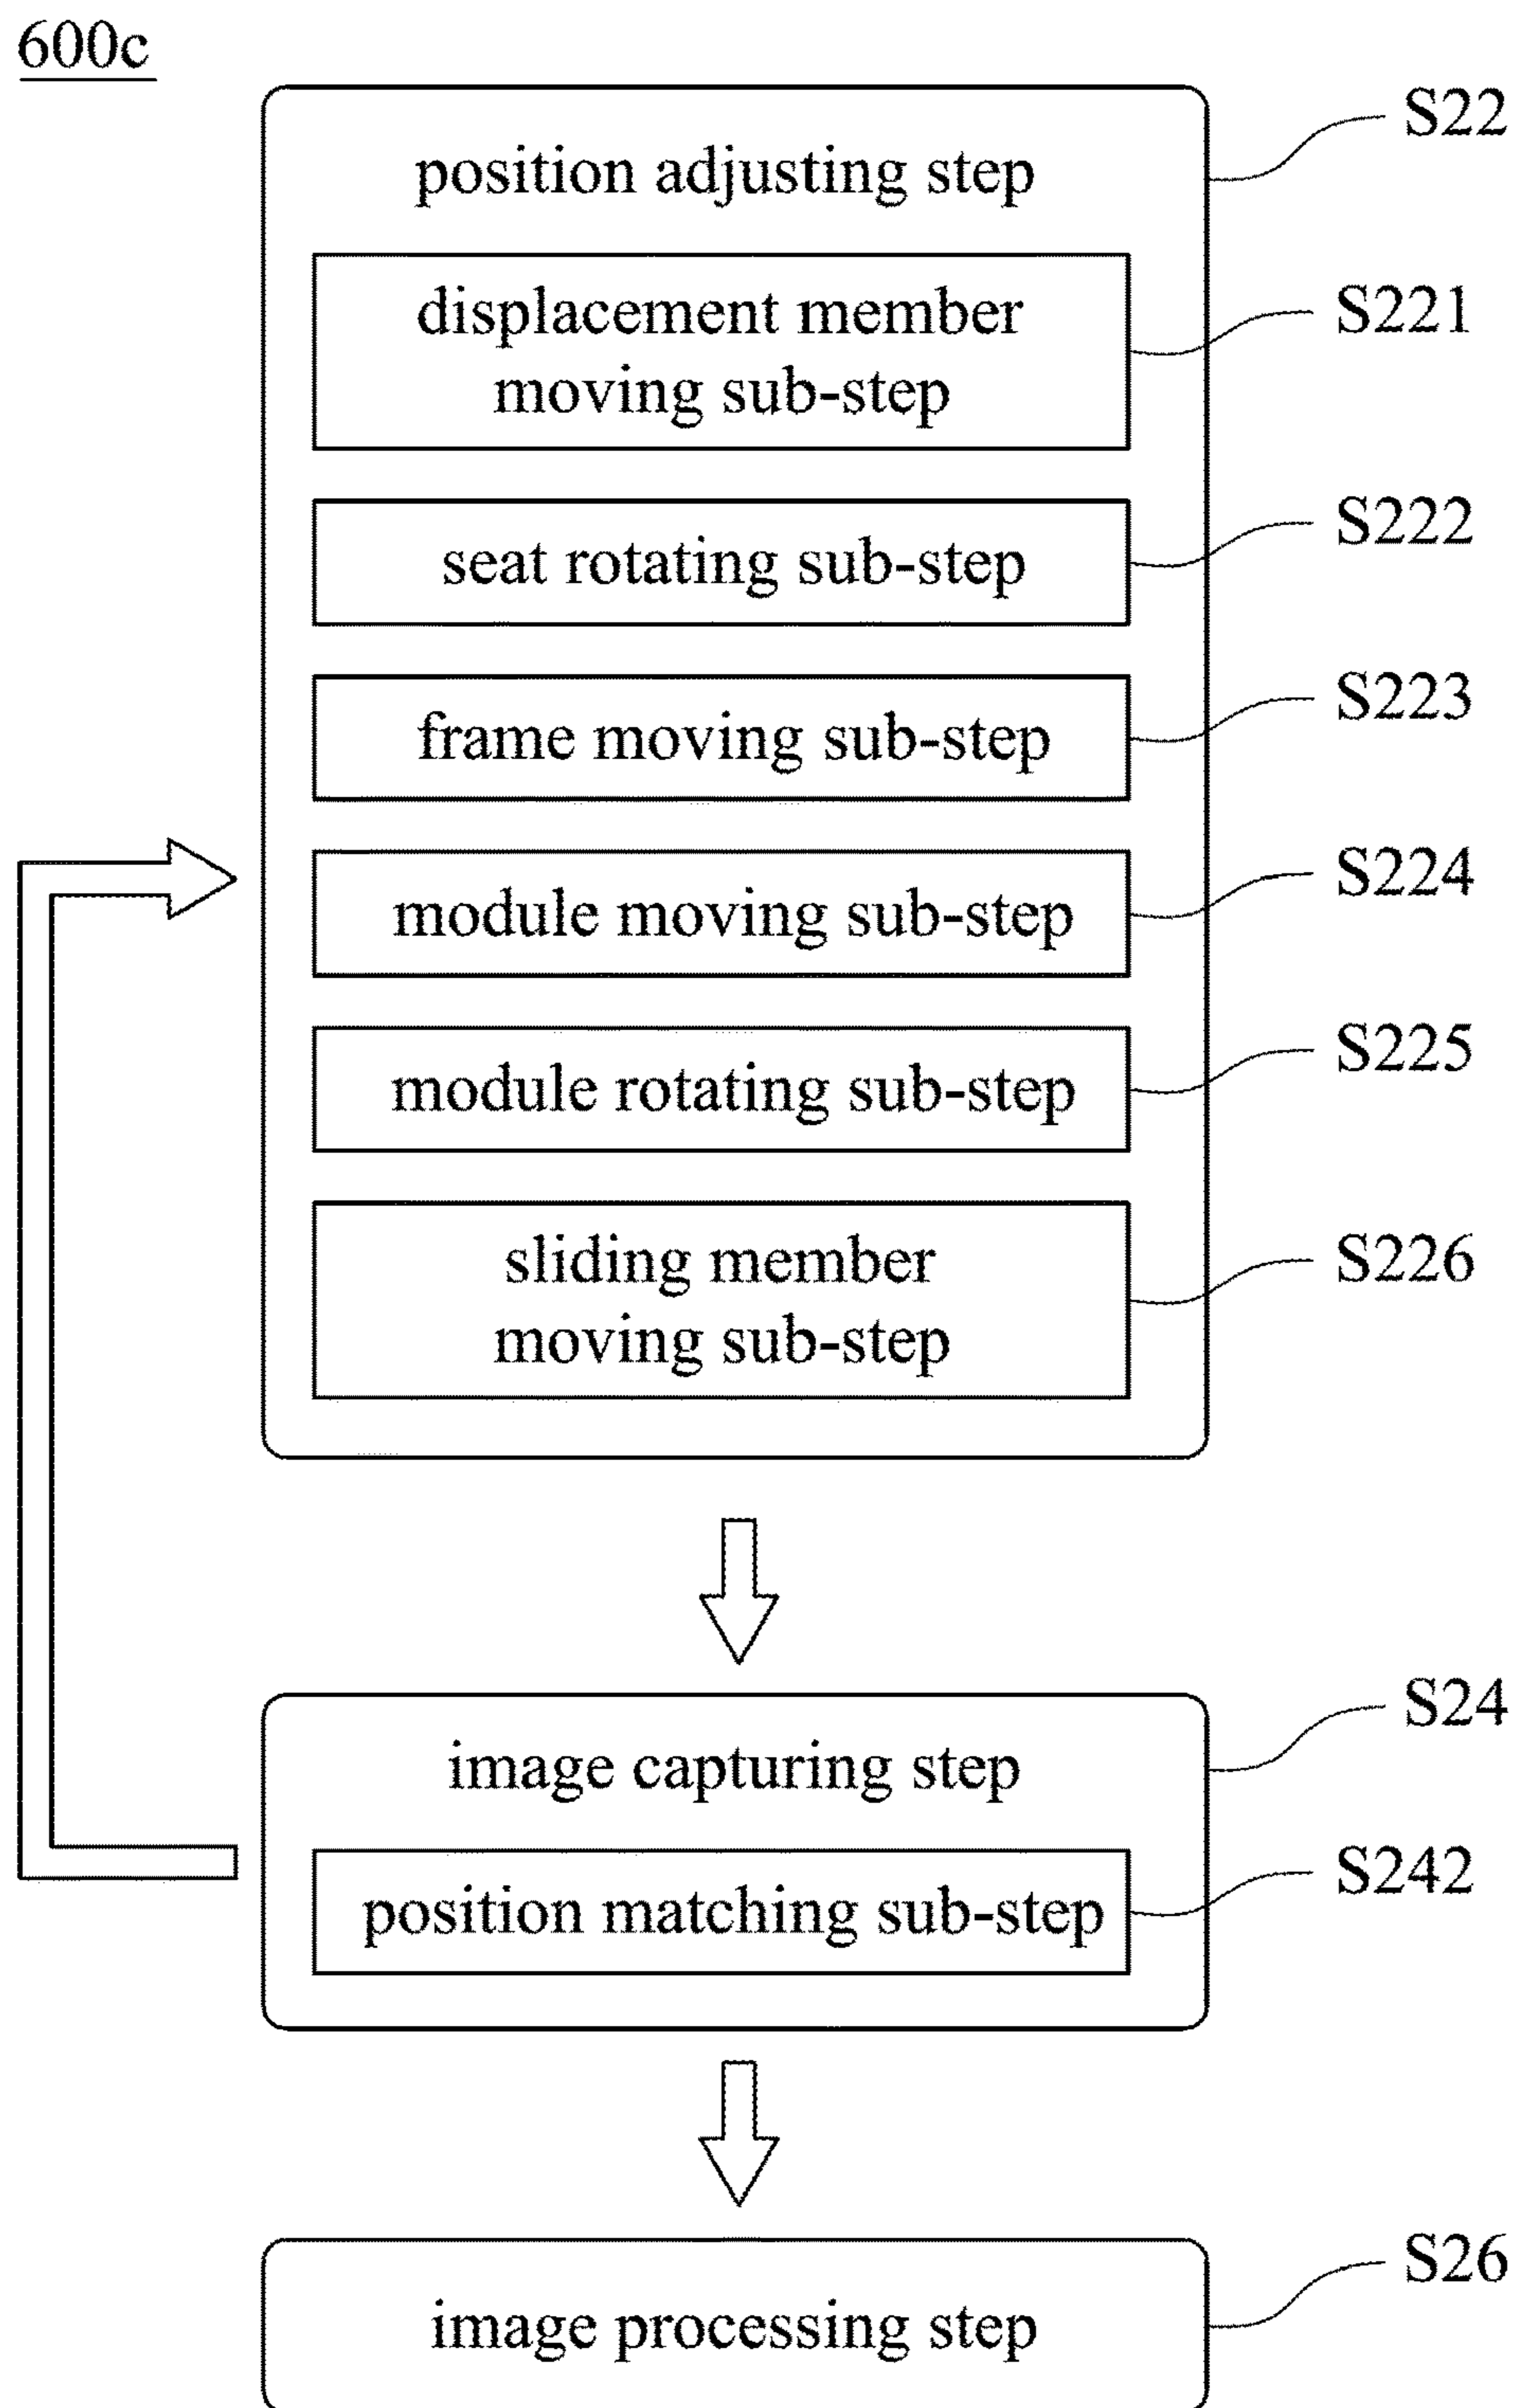 600c
S22
position adjusting step
displacement member
moving sub-step
S221
seat rotating sub-step
S222
frame moving sub-step
S223
module moving sub-step
S224
module rotating sub-step
S225
sliding member
moving sub-step
S226
image capturing step
S24
position matching sub-step
S242
image processing step
S26